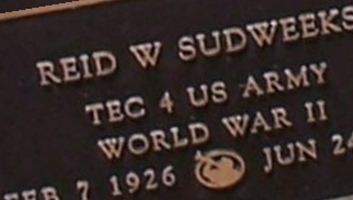 REID W SUDWEEKS
TEC 4 US ARMY
WORLD WAR II
FEB 7 1926 JUN 24